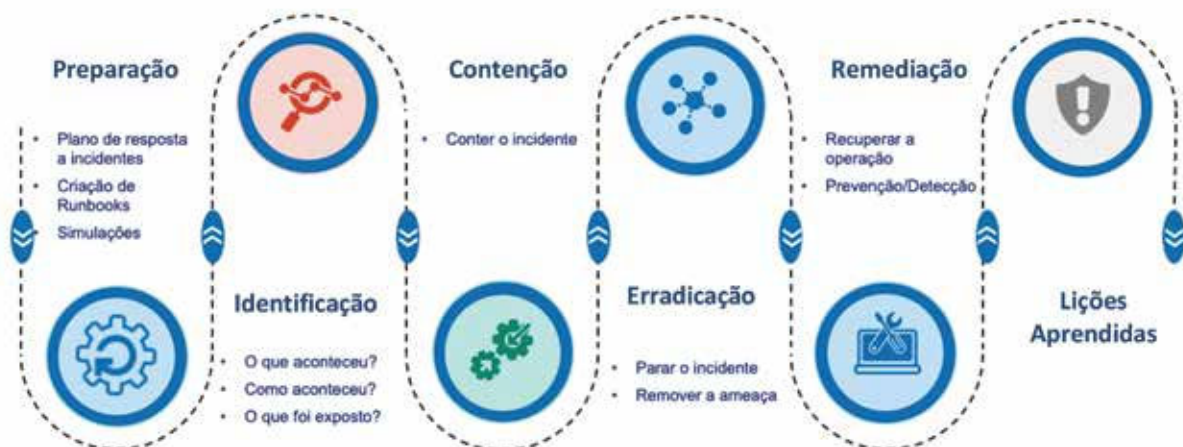 Preparação
• Plano de resposta
a incidentes
• Criação de
Runbooks
• Simulações
Identificação
• O que aconteceu?
• Como aconteceu?
• O que foi exposto?
Contenção
• Conter o incidente
Erradicação
• Parar o incidente
• Remover a ameaça
Remediação
• Recuperar a
operação
• Prevenção/Detecção
Lições
Aprendidas